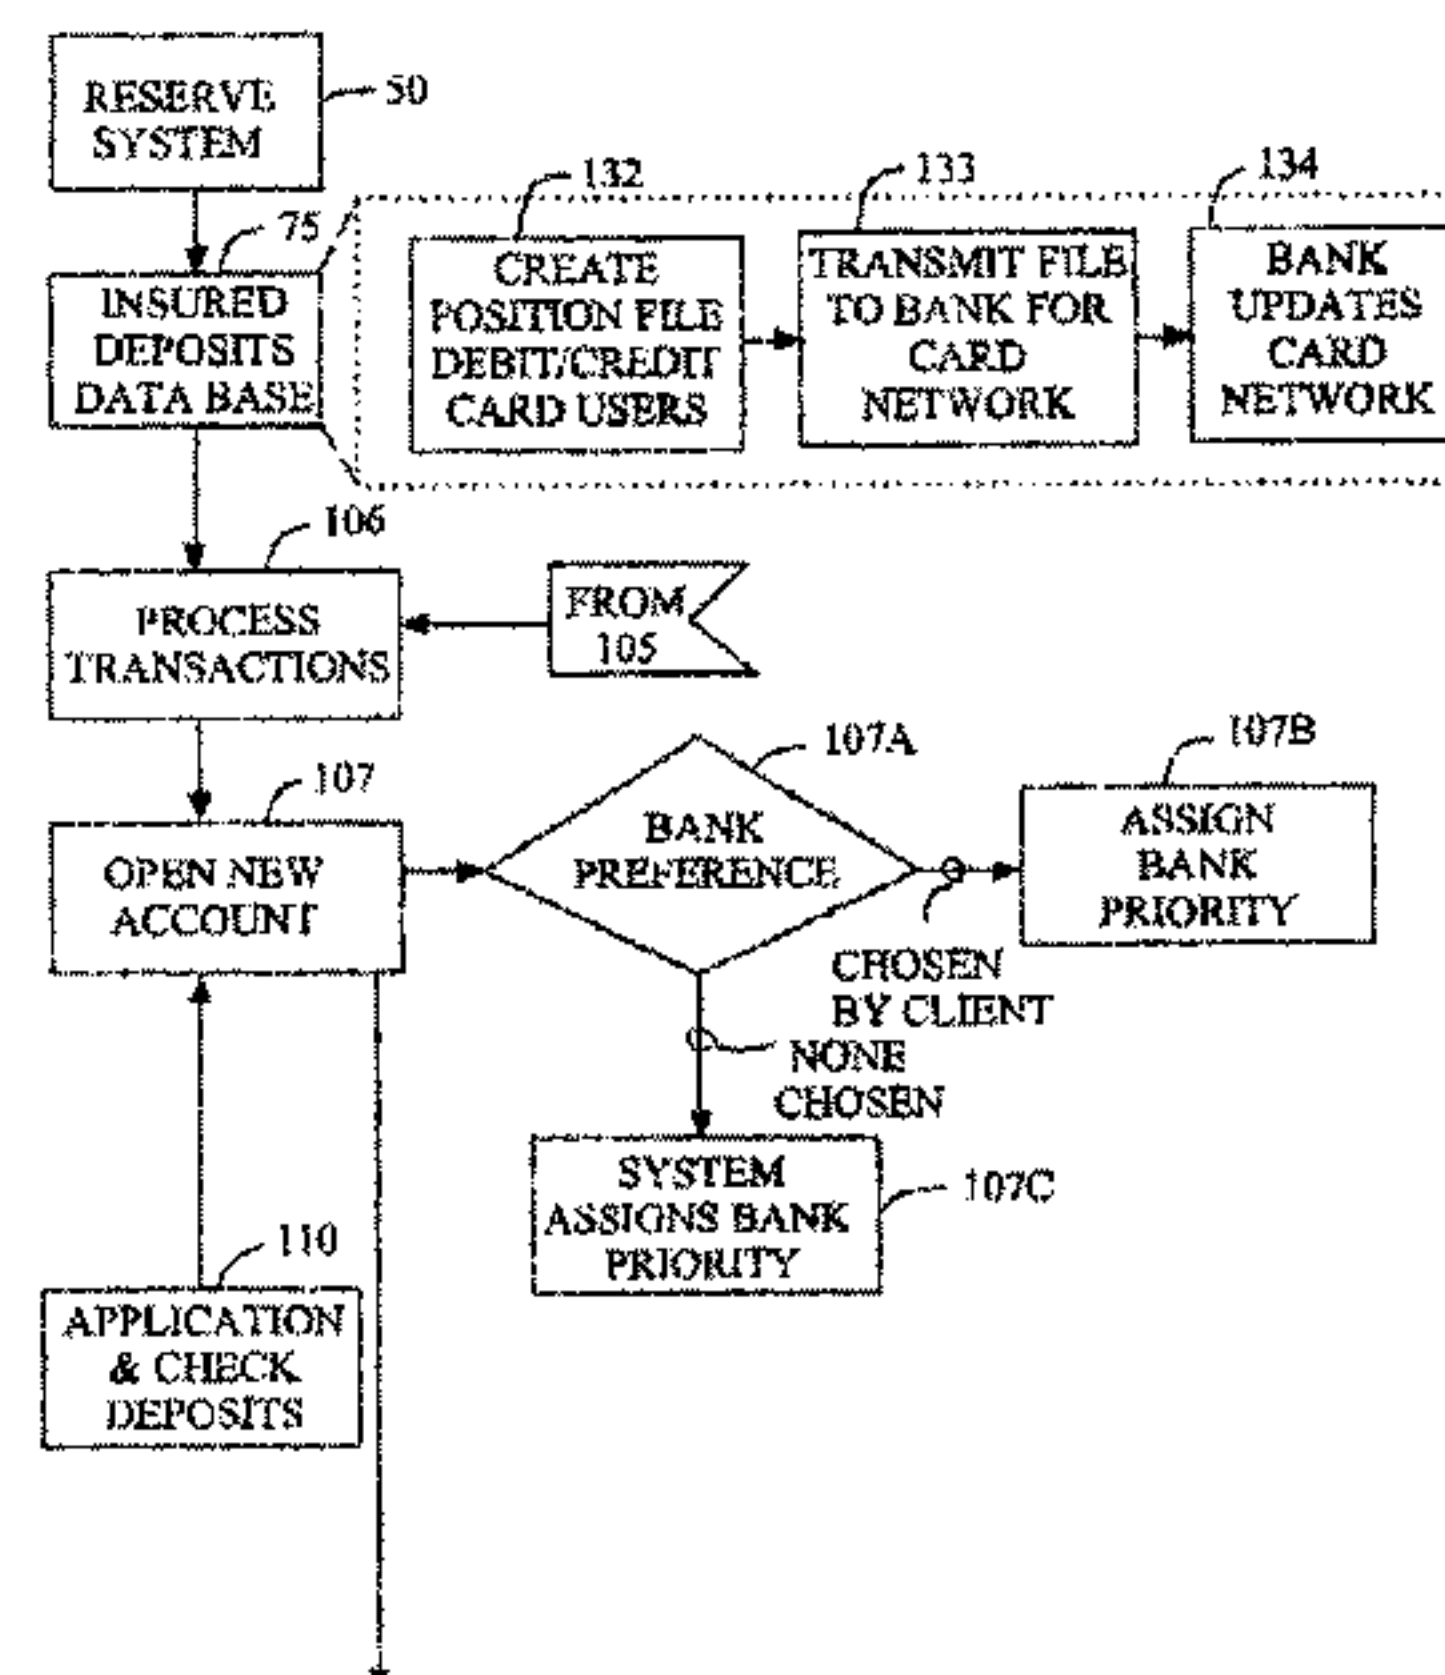 RESERVE
SYSTEM
50
75
INSURED
DEPOSITS
DATA BASE
132
CREATE
POSITION FILE
DEBIT/CREDIT
CARD USERS
133
TRANSMIT FILE
TO BANK FOR
CARD
NETWORK
134
BANK
UPDATES
CARD
NETWORK
106
PROCESS
TRANSACTIONS
FROM
105
107
OPEN NEW
ACCOUNT
107A
BANK
PREFERENCE
107B
ASSIGN
BANK
PRIORITY
CHOSEN
BY CLIENT
NONE
CHOSEN
SYSTEM
ASSIGNS BANK
PRIORITY
107C
110
APPLICATION
& CHECK
DEPOSITS